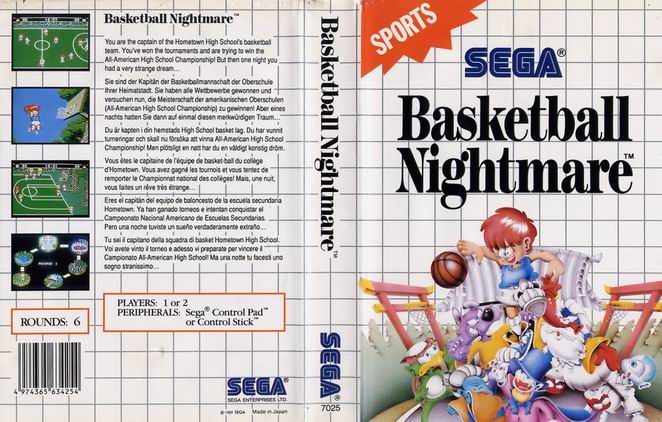 Basketball Nightmare™
You are the captain of the Hometown High School's basketball
team. You've won the tournaments and are trying to win the
All-American High School Championship! But then one night you
had a very strange dream...
Sie sind der Kapitän der Basketballmannschaft der Oberschule
Ihrer Heimatstadt. Sie haben alle Wettbewerbe gewonnen und
versuchen nun, die Meisterschaft der amerikanischen Oberschulen
(All-American High School Championship) zu gewinnen! Aber eines
nachts hatten Sie dann auf einmal diesen merkwürdigen Traum...
Du är kapten i din hemstads High School basket lag. Du har vunnit
turneringar och skall nu försöka att vinna All-American High School
Championship! Men plötsligt en natt har du en väldigt konstig dröm.
Vous êtes le capitaine de l'équipe de basket-ball du collège
d'Hometown. Vous avez gagné les tournois et vous tentez de
remporter le Championnat national des collèges! Mais, une nuit,
vous faites un rêve très étrange...
Eres el capitán del equipo de baloncesto de la escuela secundaria
Hometown. Ya han ganado torneos e intentan conquistar el
Campeonato Nacional Americano de Escuelas Secundarias.
Pero una noche tuviste un sueño verdaderamente extraño...
Tu sei il capitano della squadra di basket Hometown High School.
Voi avete vinto il torneo e adesso vi preparate per vincere il
Campionato All-American High School! Ma una notte tu facesti uno
sogno stranissimo...
ROUNDS: 6
PLAYERS: 1 or 2
PERIPHERALS: Sega® Control Pad™
or Control Stick™
4 974365 634254
SEGA®
SEGA ENTERPRISES LTD.
©1989 SEGA Made in Japan
Basketball Nightmare™
SEGA®
7025
SPORTS
SEGA®
Basketball
Nightmare™